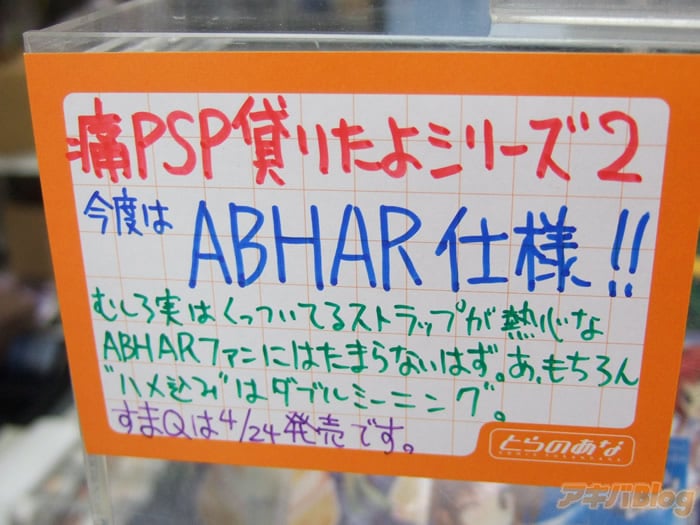 痛PSP貸りたよシリーズ2
今度は ABHAR仕様!!
むしろ実はくっついてるストラップが熱心な
ABHARファンにはたまらないはず。あ、もちろん
"ハメ込み"はダブルミーニング。
すまQは4/24発売です。
とらのあな
アキバBlog